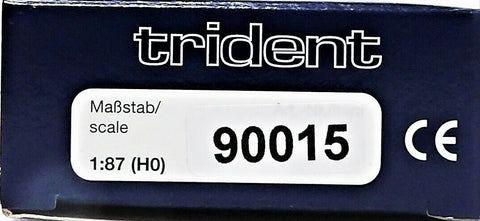 trident
Maßstab/
scale
1:87 (H0)
90015
CE